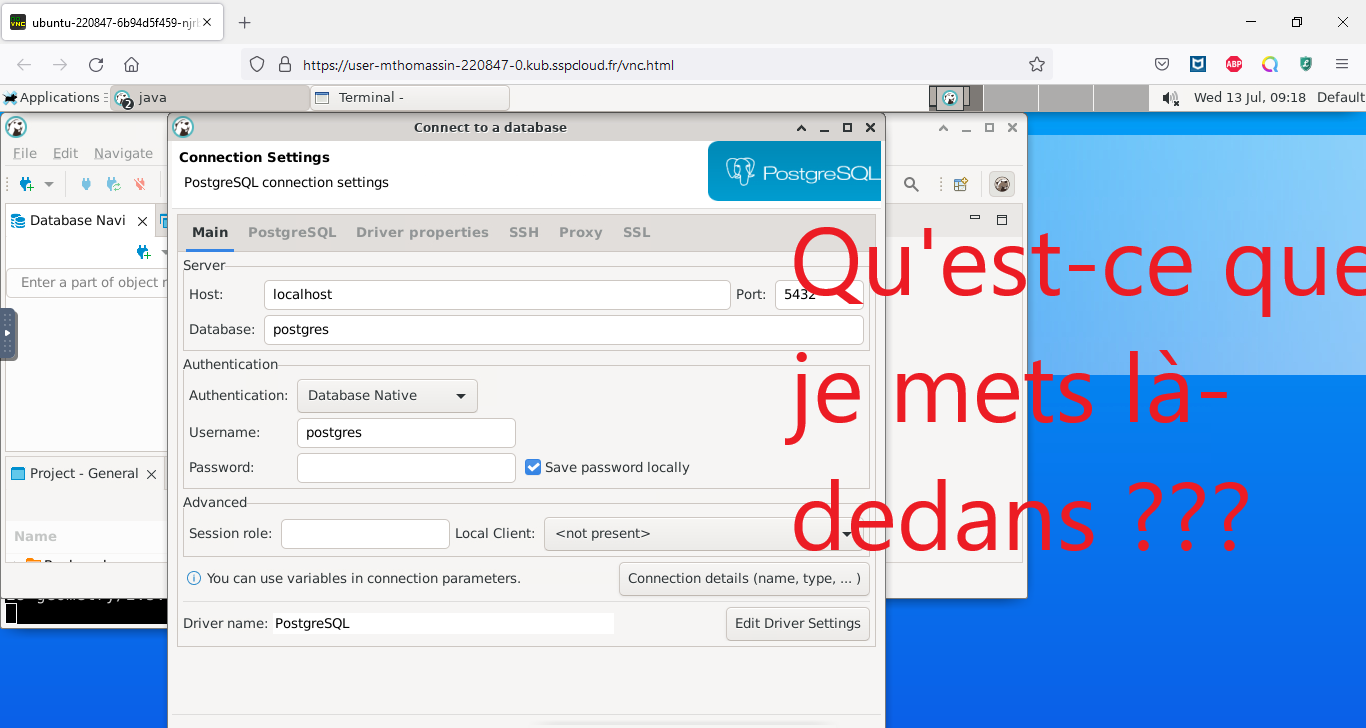 ubuntu-220847-6b94d5f459-njr
https://user-mthomassin-220847-0.kub.sspcloud.fr/vnc.html
ABP
Applications
2
java
Terminal -
Wed 13 Jul, 09:18
Default
Connect to a database
File Edit Navigate
Connection Settings
PostgreSQL connection settings
PostgreSQL
Database Navi
Main PostgreSQL Driver properties SSH Proxy SSL
Server
Enter a part of object
Host: localhost Port: 5432
Database: postgres
Authentication
Authentication: Database Native
Username: postgres
Password: Save password locally
Project - General
Advanced
Session role: Local Client: <not present>
Name
You can use variables in connection parameters. Connection details (name, type, ... )
Driver name: PostgreSQL Edit Driver Settings
Qu'est-ce que
je mets là-
dedans ???